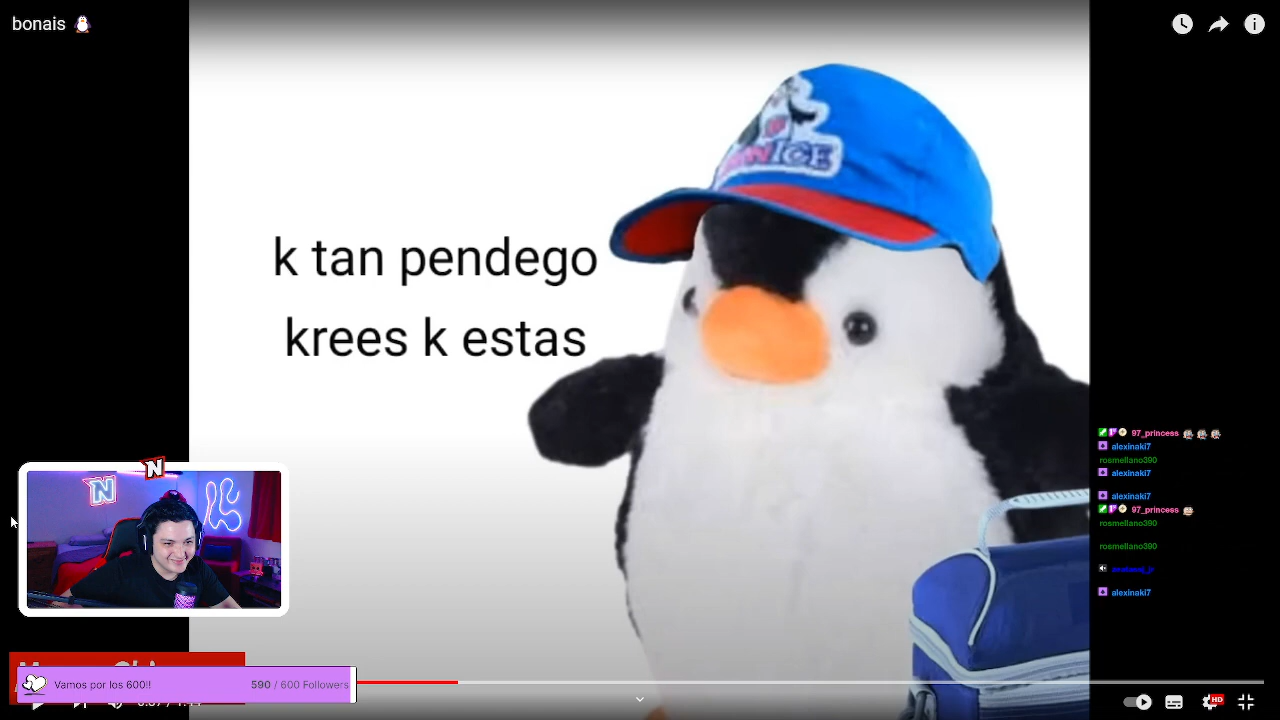 bonais
k tan pendego
krees k estas
97_princess
alexinaki7
rosmellano390
alexinaki7
alexinaki7
97_princess
rosmellano390
rosmellano390
alexinaki7
N
N
Vamos por los 600!! 590 / 600 Followers
HD